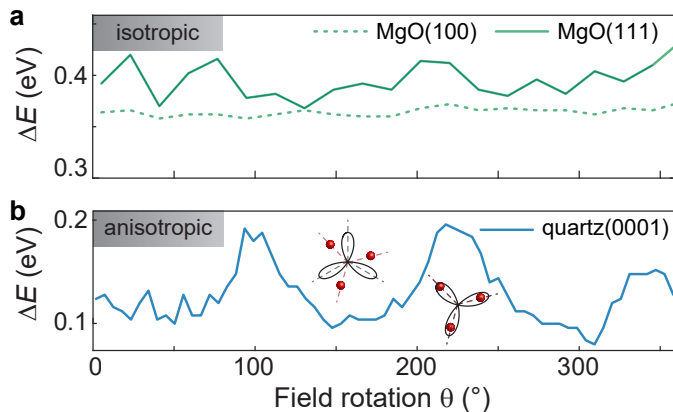 a
isotropic
MgO(100)
MgO(111)
ΔE (eV)
0.4
0.3
b
anisotropic
quartz(0001)
ΔE (eV)
0.2
0.1
0 100 200 300
Field rotation θ (°)